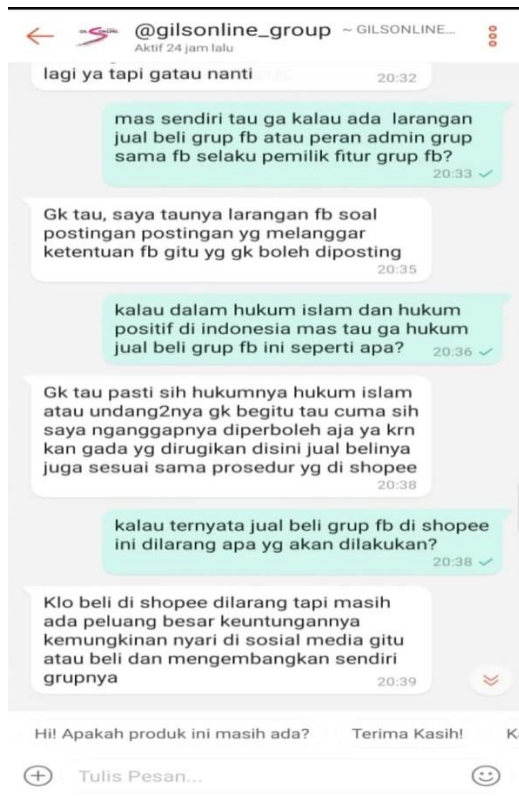 @gilsonline_group ~ GILSONLINE...
Aktif 24 jam lalu
lagi ya tapi gatau nanti
20:32
mas sendiri tau ga kalau ada larangan
jual beli grup fb atau peran admin grup
sama fb selaku pemilik fitur grup fb?
20:33
Gk tau, saya taunya larangan fb soal
postingan postingan yg melanggar
ketentuan fb gitu yg gk boleh diposting
20:35
kalau dalam hukum islam dan hukum
positif di indonesia mas tau ga hukum
jual beli grup fb ini seperti apa? 20:36
Gk tau pasti sih hukumnya hukum islam
atau undang2nya gk begitu tau cuma sih
saya nganggapnya diperboleh aja ya krn
kan gada yg dirugikan disini jual belinya
juga sesuai sama prosedur yg di shopee
20:38
kalau ternyata jual beli grup fb di shopee
ini dilarang apa yg akan dilakukan?
20:38
Klo beli di shopee dilarang tapi masih
ada peluang besar keuntungannya
kemungkinan nyari di sosial media gitu
atau beli dan mengembangkan sendiri
grupnya
20:39
Hi! Apakah produk ini masih ada? Terima Kasih! K
Tulis Pesan...